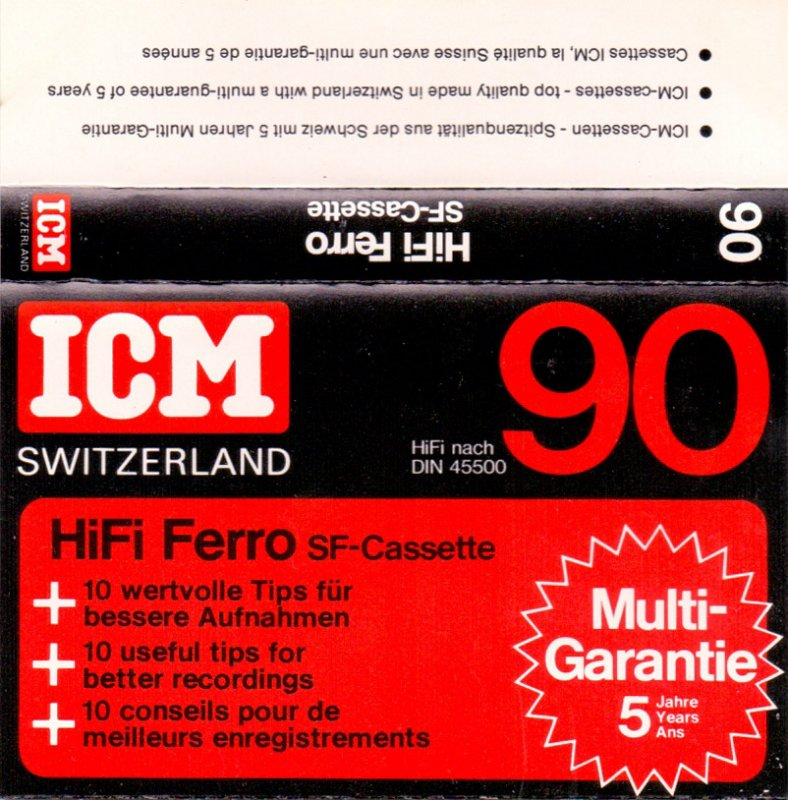 ● ICM-Cassetten - Spitzenqualität aus der Schweiz mit 5 Jahren Multi-Garantie
● ICM-cassettes - top quality made in Switzerland with a multi-guarantee of 5 years
● Cassettes ICM, la qualité Suisse avec une multi-garantie de 5 années
90
HiFi Ferro
SF-Cassette
ICM
SWITZERLAND
ICM
SWITZERLAND
90
HiFi nach
DIN 45500
HiFi Ferro SF-Cassette
+ 10 wertvolle Tips für
bessere Aufnahmen
+ 10 useful tips for
better recordings
+ 10 conseils pour de
meilleurs enregistrements
Multi-
Garantie
5 Jahre
Years
Ans